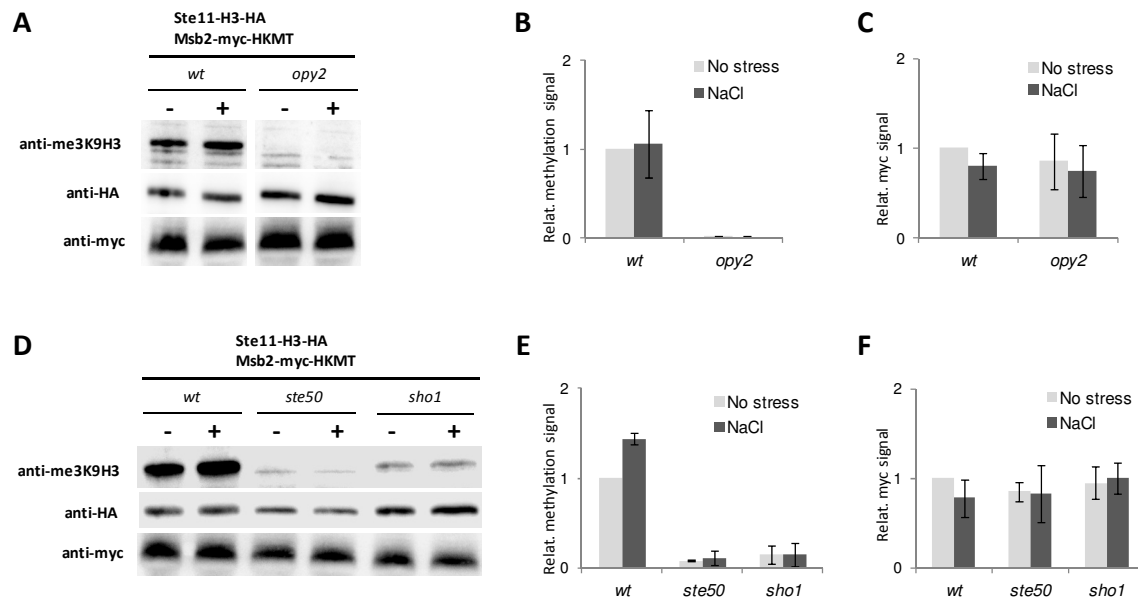 A
Ste11-H3-HA
Msb2-myc-HKMT
wt opy2
- + - +
anti-me3K9H3
anti-HA
anti-myc
B
Relat. methylation signal
2
1
0
No stress
NaCl
wt opy2
C
Relat. myc signal
2
1
0
No stress
NaCl
wt opy2
D
Ste11-H3-HA
Msb2-myc-HKMT
wt ste50 sho1
- + - + - +
anti-me3K9H3
anti-HA
anti-myc
E
Relat. methylation signal
2
1
0
No stress
NaCl
wt ste50 sho1
F
Relat. myc signal
2
1
0
No stress
NaCl
wt ste50 sho1